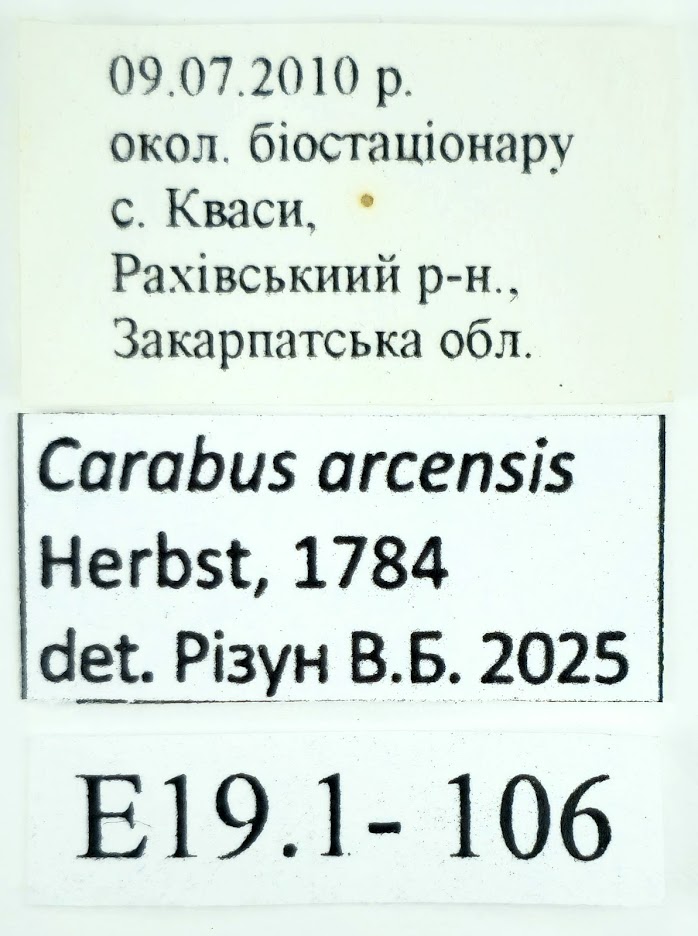 09.07.2010 р.
окол. біостаціонару
с. Кваси,
Рахівськиий р-н.,
Закарпатська обл.
Carabus arcensis
Herbst, 1784
det. Різун В.Б. 2025
E19.1- 106